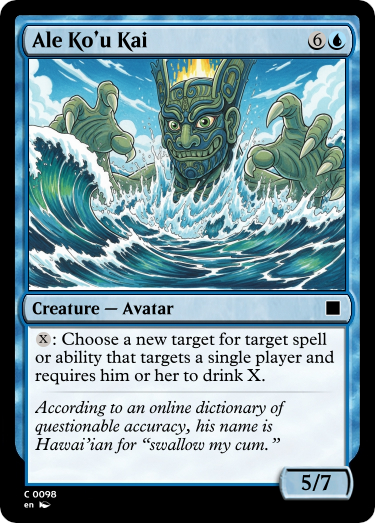 Ale Ko'u Kai
6
Creature — Avatar
X: Choose a new target for target spell
or ability that targets a single player and
requires him or her to drink X.
According to an online dictionary of
questionable accuracy, his name is
Hawai'ian for “swallow my cum.”
5/7
C 0098
en